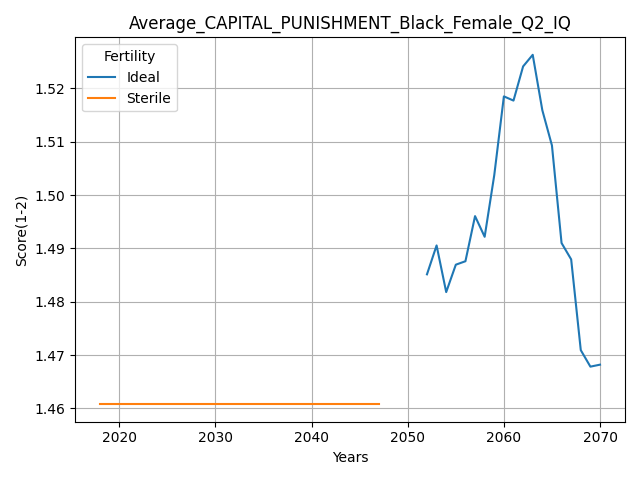 Average_CAPITAL_PUNISHMENT_Black_Female_Q2_IQ
Fertility
Ideal
Sterile
Score(1-2)
1.52
1.51
1.50
1.49
1.48
1.47
1.46
2020 2030 2040 2050 2060 2070
Years